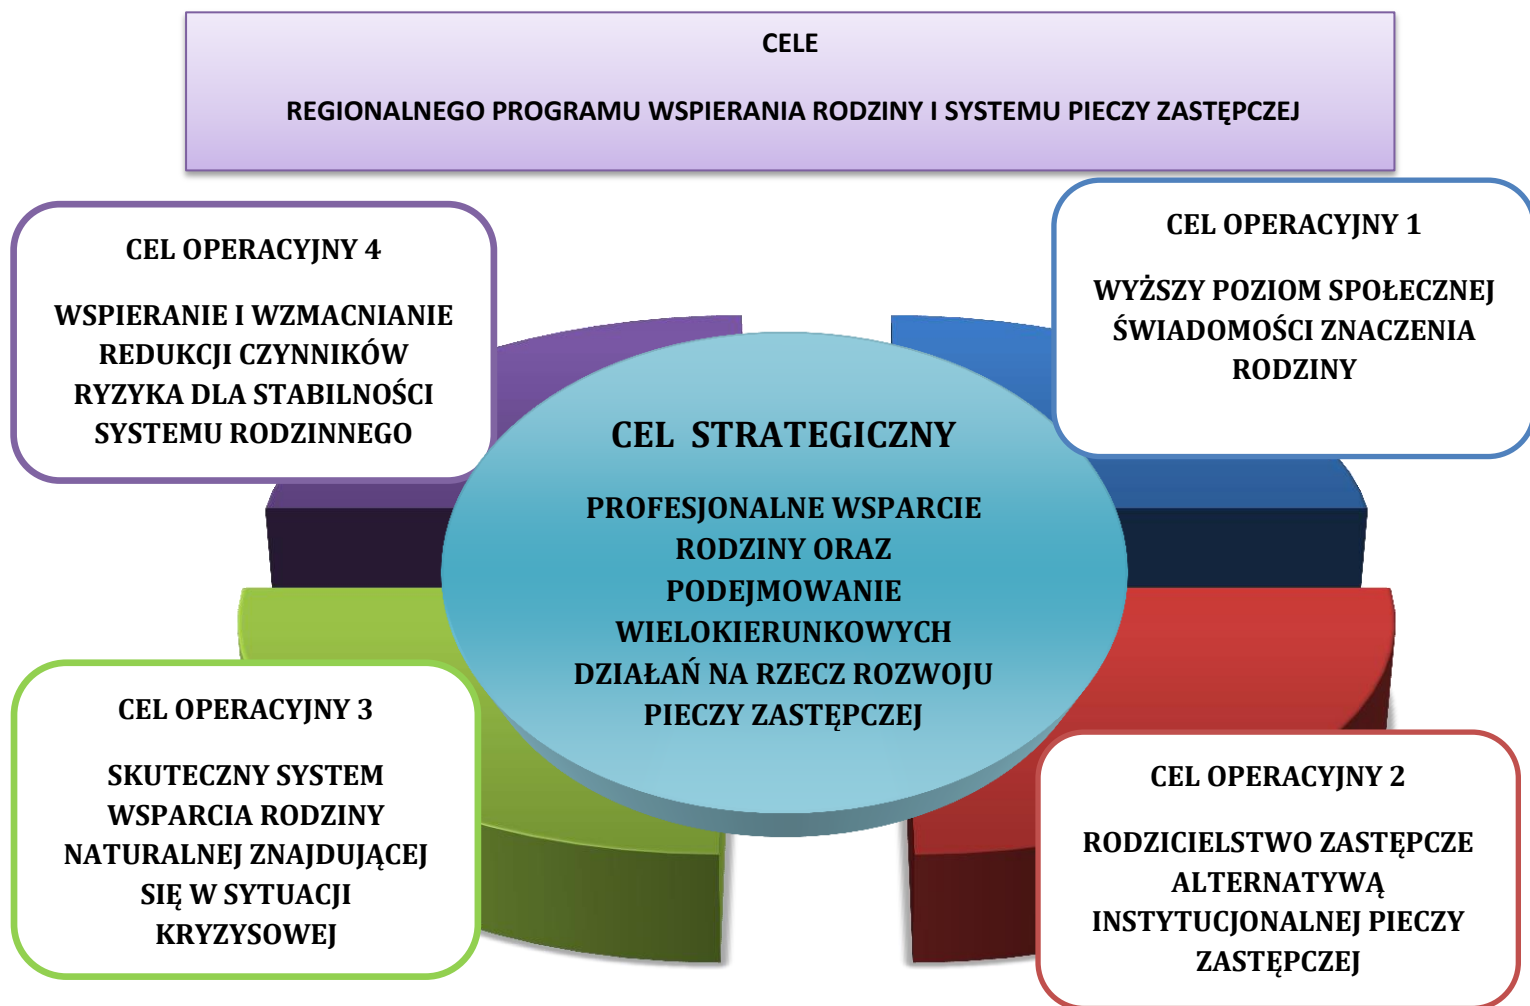 CELE
REGIONALNEGO PROGRAMU WSPIERANIA RODZINY I SYSTEMU PIECZY ZASTĘPCZEJ
CEL OPERACYJNY 4
WSPIERANIE I WZMACNIANIE
REDUKCJI CZYNNIKÓW
RYZYKA DLA STABILNOŚCI
SYSTEMU RODZINNEGO
CEL OPERACYJNY 1
WYŻSZY POZIOM SPOŁECZNEJ
ŚWIADOMOŚCI ZNACZENIA
RODZINY
CEL STRATEGICZNY
PROFESJONALNE WSPARCIE
RODZINY ORAZ
PODEJMOWANIE
WIELOKIERUNKOWYCH
DZIAŁAŃ NA RZECZ ROZWOJU
PIECZY ZASTĘPCZEJ
CEL OPERACYJNY 3
SKUTECZNY SYSTEM
WSPARCIA RODZINY
NATURALNEJ ZNAJDUJĄCEJ
SIĘ W SYTUACJI
KRYZYSOWEJ
CEL OPERACYJNY 2
RODZICIELSTWO ZASTĘPCZE
ALTERNATYWĄ
INSTYTUCJONALNEJ PIECZY
ZASTĘPCZEJ